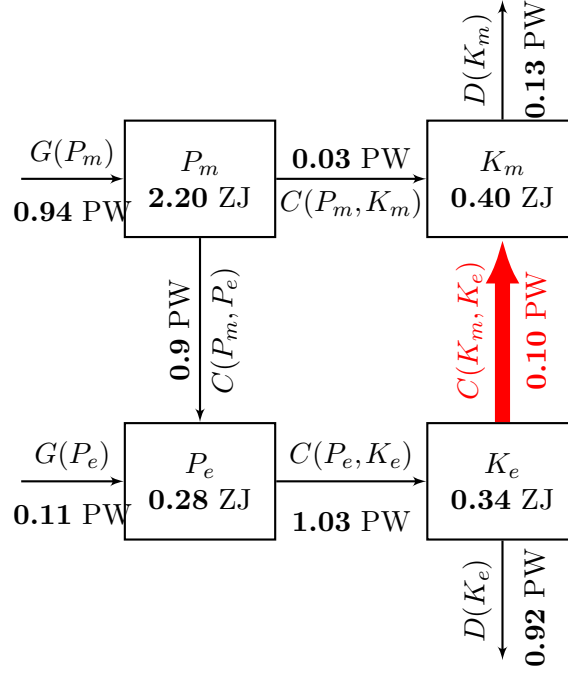 D(K_m)
0.13 PW
G(P_m)
0.94 PW
P_m
2.20 ZJ
0.03 PW
C(P_m, K_m)
K_m
0.40 ZJ
0.9 PW
C(P_m, P_e)
C(K_m, K_e)
0.10 PW
G(P_e)
0.11 PW
P_e
0.28 ZJ
C(P_e, K_e)
1.03 PW
K_e
0.34 ZJ
D(K_e)
0.92 PW